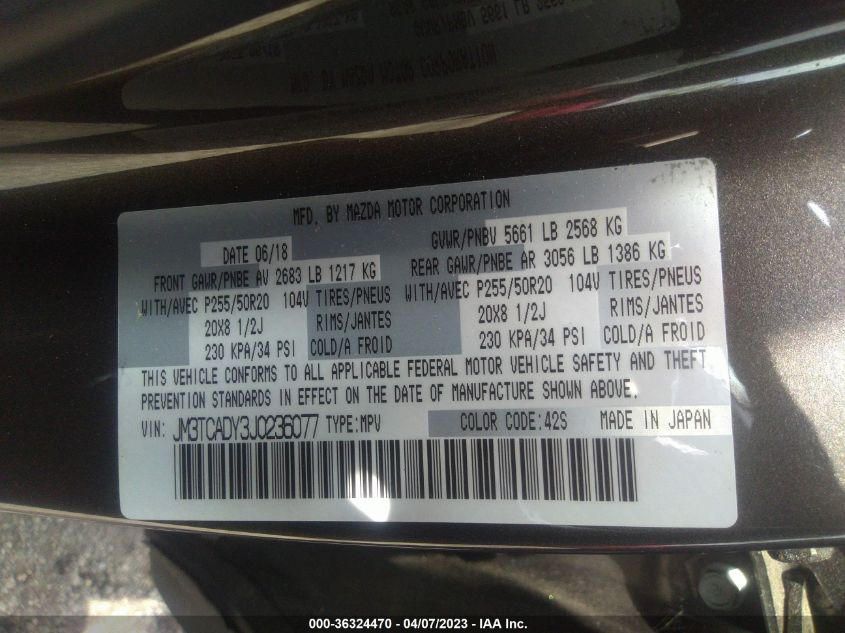 MFD. BY MAZDA MOTOR CORPORATION
DATE 06/18 GVWR/PNBV 5661 LB 2568 KG
FRONT GAWR/PNBE AV 2683 LB 1217 KG REAR GAWR/PNBE AR 3056 LB 1386 KG
WITH/AVEC P255/50R20 104V TIRES/PNEUS WITH/AVEC P255/50R20 104V TIRES/PNEUS
20X8 1/2J RIMS/JANTES 20X8 1/2J RIMS/JANTES
230 KPA/34 PSI COLD/A FROID 230 KPA/34 PSI COLD/A FROID
THIS VEHICLE CONFORMS TO ALL APPLICABLE FEDERAL MOTOR VEHICLE SAFETY AND THEFT
PREVENTION STANDARDS IN EFFECT ON THE DATE OF MANUFACTURE SHOWN ABOVE.
VIN: JM3TCADY3J0236077 TYPE:MPV COLOR CODE:42S MADE IN JAPAN
000-36324470 - 04/07/2023 - IAA Inc.